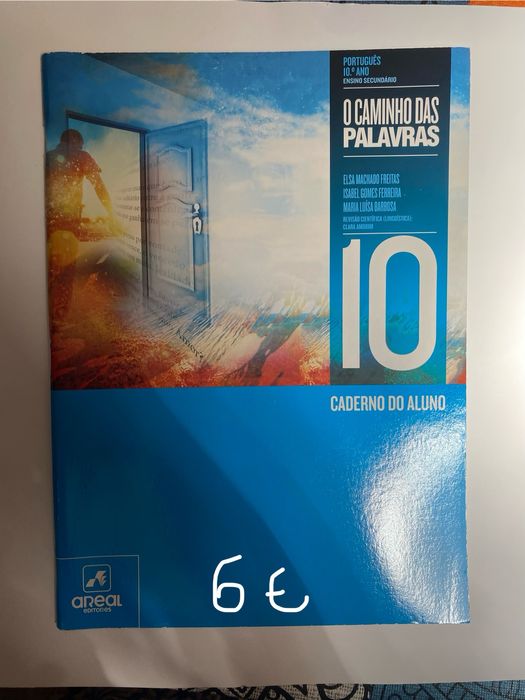 PORTUGUÊS
10.º ANO
ENSINO SECUNDÁRIO
O CAMINHO DAS
PALAVRAS
ELSA MACHADO FREITAS
ISABEL GOMES FERREIRA
MARIA LUÍSA BARBOSA
REVISÃO CIENTÍFICA (LINGUÍSTICA):
CLARA AMORIM
10
CADERNO DO ALUNO
AREAL
EDITORES
6 €